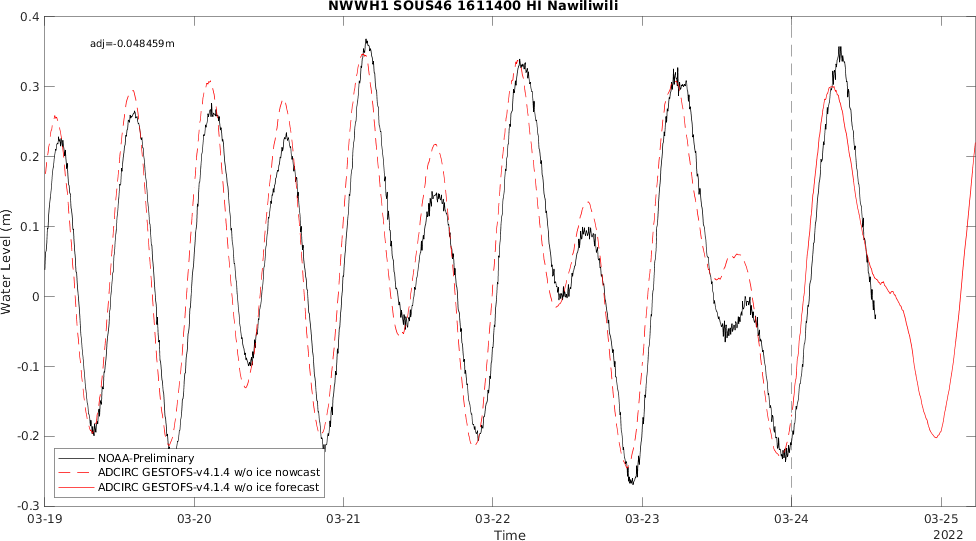 NWWH1 SOUS46 1611400 HI Nawiliwili
adj=-0.048459m
Water Level (m)
0.4
0.3
0.2
0.1
0
-0.1
-0.2
-0.3
NOAA-Preliminary
ADCIRC GESTOFS-v4.1.4 w/o ice nowcast
ADCIRC GESTOFS-v4.1.4 w/o ice forecast
03-19 03-20 03-21 03-22 03-23 03-24 03-25
2022
Time